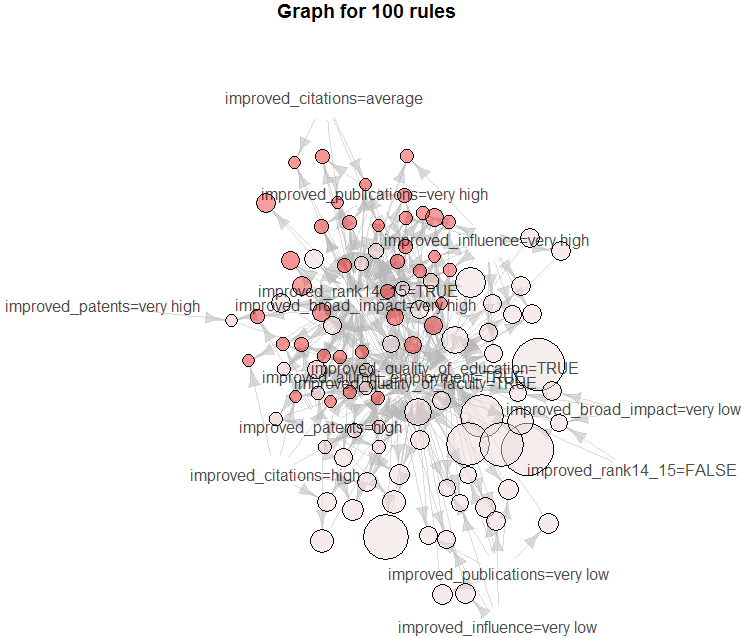 Graph for 100 rules
improved_citations=average
improved_publications=very high
improved_influence=very high
improved_rank14_15=TRUE
improved_broad_impact=very high
improved_patents=very high
improved_quality_of_education=TRUE
improved_alumni_employment=TRUE
improved_quality_of_faculty=TRUE
improved_broad_impact=very low
improved_patents=high
improved_rank14_15=FALSE
improved_citations=high
improved_publications=very low
improved_influence=very low